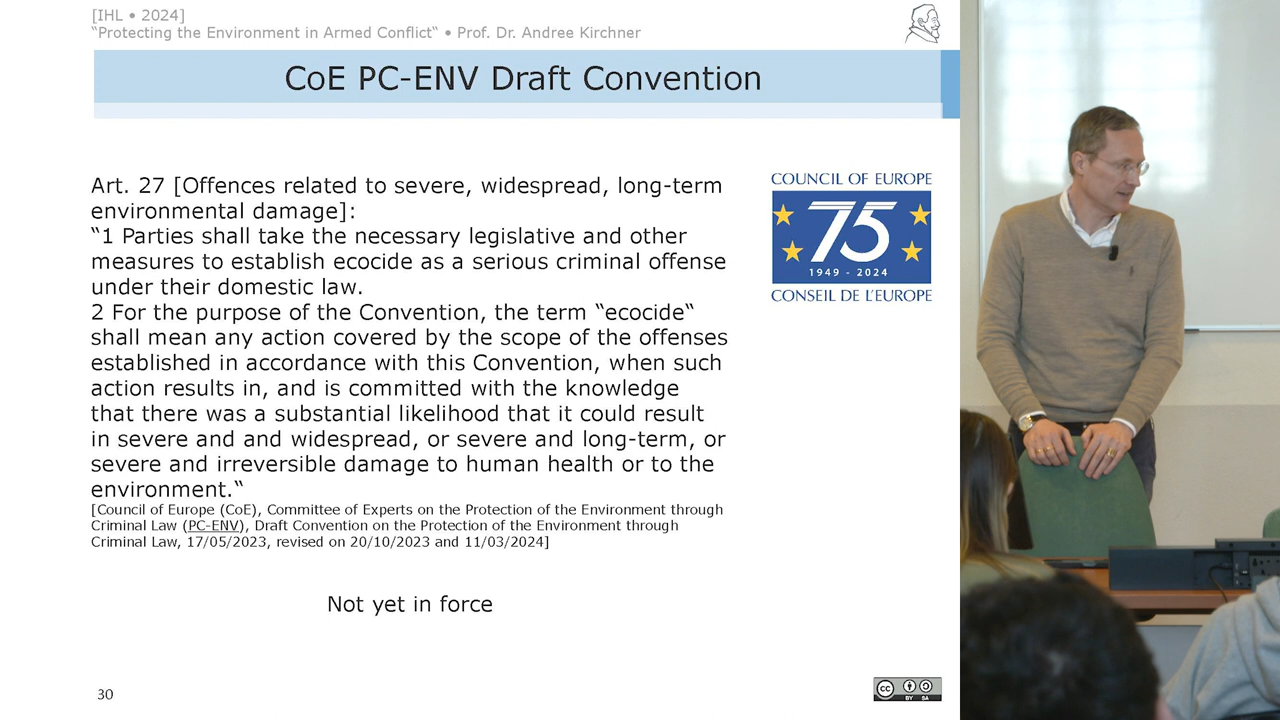 [IHL • 2024]
“Protecting the Environment in Armed Conflict“ • Prof. Dr. Andree Kirchner
CoE PC-ENV Draft Convention
Art. 27 [Offences related to severe, widespread, long-term
environmental damage]:
“1 Parties shall take the necessary legislative and other
measures to establish ecocide as a serious criminal offense
under their domestic law.
2 For the purpose of the Convention, the term “ecocide“
shall mean any action covered by the scope of the offenses
established in accordance with this Convention, when such
action results in, and is committed with the knowledge
that there was a substantial likelihood that it could result
in severe and and widespread, or severe and long-term, or
severe and irreversible damage to human health or to the
environment.“
[Council of Europe (CoE), Committee of Experts on the Protection of the Environment through
Criminal Law (PC-ENV), Draft Convention on the Protection of the Environment through
Criminal Law, 17/05/2023, revised on 20/10/2023 and 11/03/2024]
COUNCIL OF EUROPE
75
1949 - 2024
CONSEIL DE L'EUROPE
Not yet in force
30
cc
BY SA